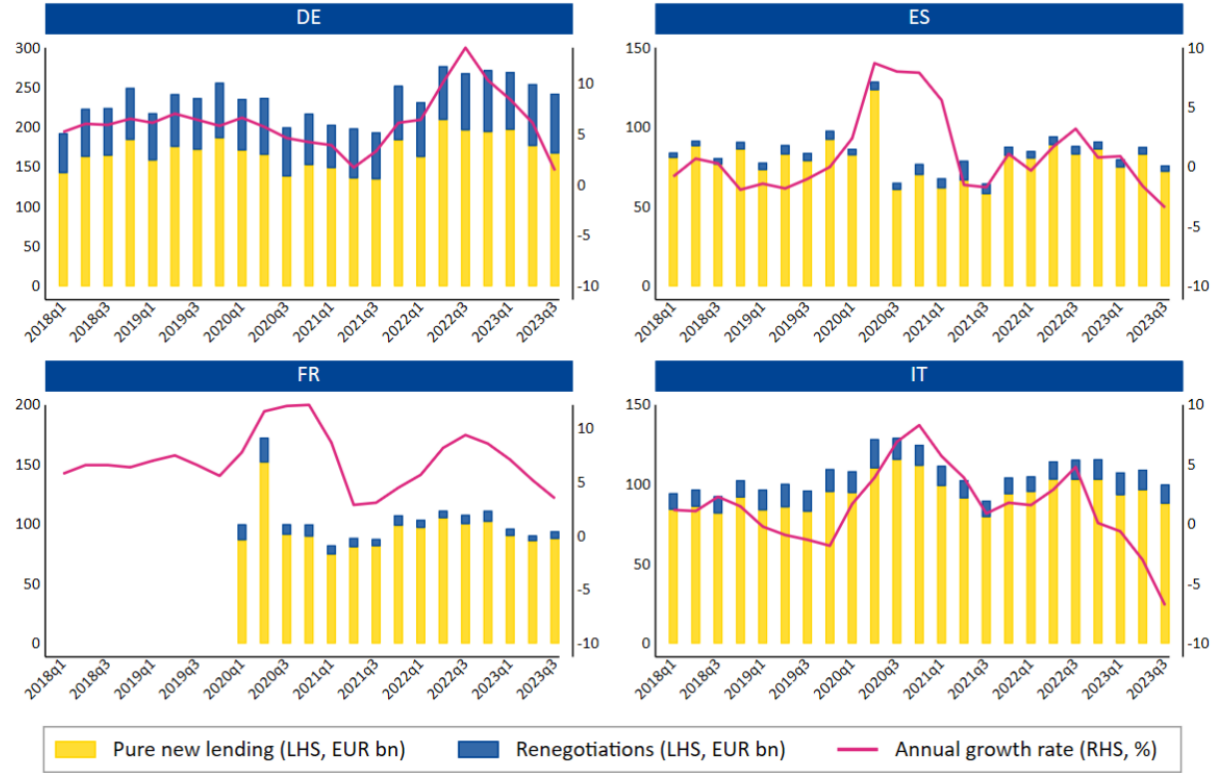 DE
300
250
200
150
100
50
0
10
5
0
-5
-10
2018q1
2018q3
2019q1
2019q3
2020q1
2020q3
2021q1
2021q3
2022q1
2022q3
2023q1
2023q3
ES
150
100
50
0
10
5
0
-5
-10
2018q1
2018q3
2019q1
2019q3
2020q1
2020q3
2021q1
2021q3
2022q1
2022q3
2023q1
2023q3
FR
200
150
100
50
0
10
5
0
-5
-10
2018q1
2018q3
2019q1
2019q3
2020q1
2020q3
2021q1
2021q3
2022q1
2022q3
2023q1
2023q3
IT
150
100
50
0
10
5
0
-5
-10
2018q1
2018q3
2019q1
2019q3
2020q1
2020q3
2021q1
2021q3
2022q1
2022q3
2023q1
2023q3
Pure new lending (LHS, EUR bn) Renegotiations (LHS, EUR bn) Annual growth rate (RHS, %)